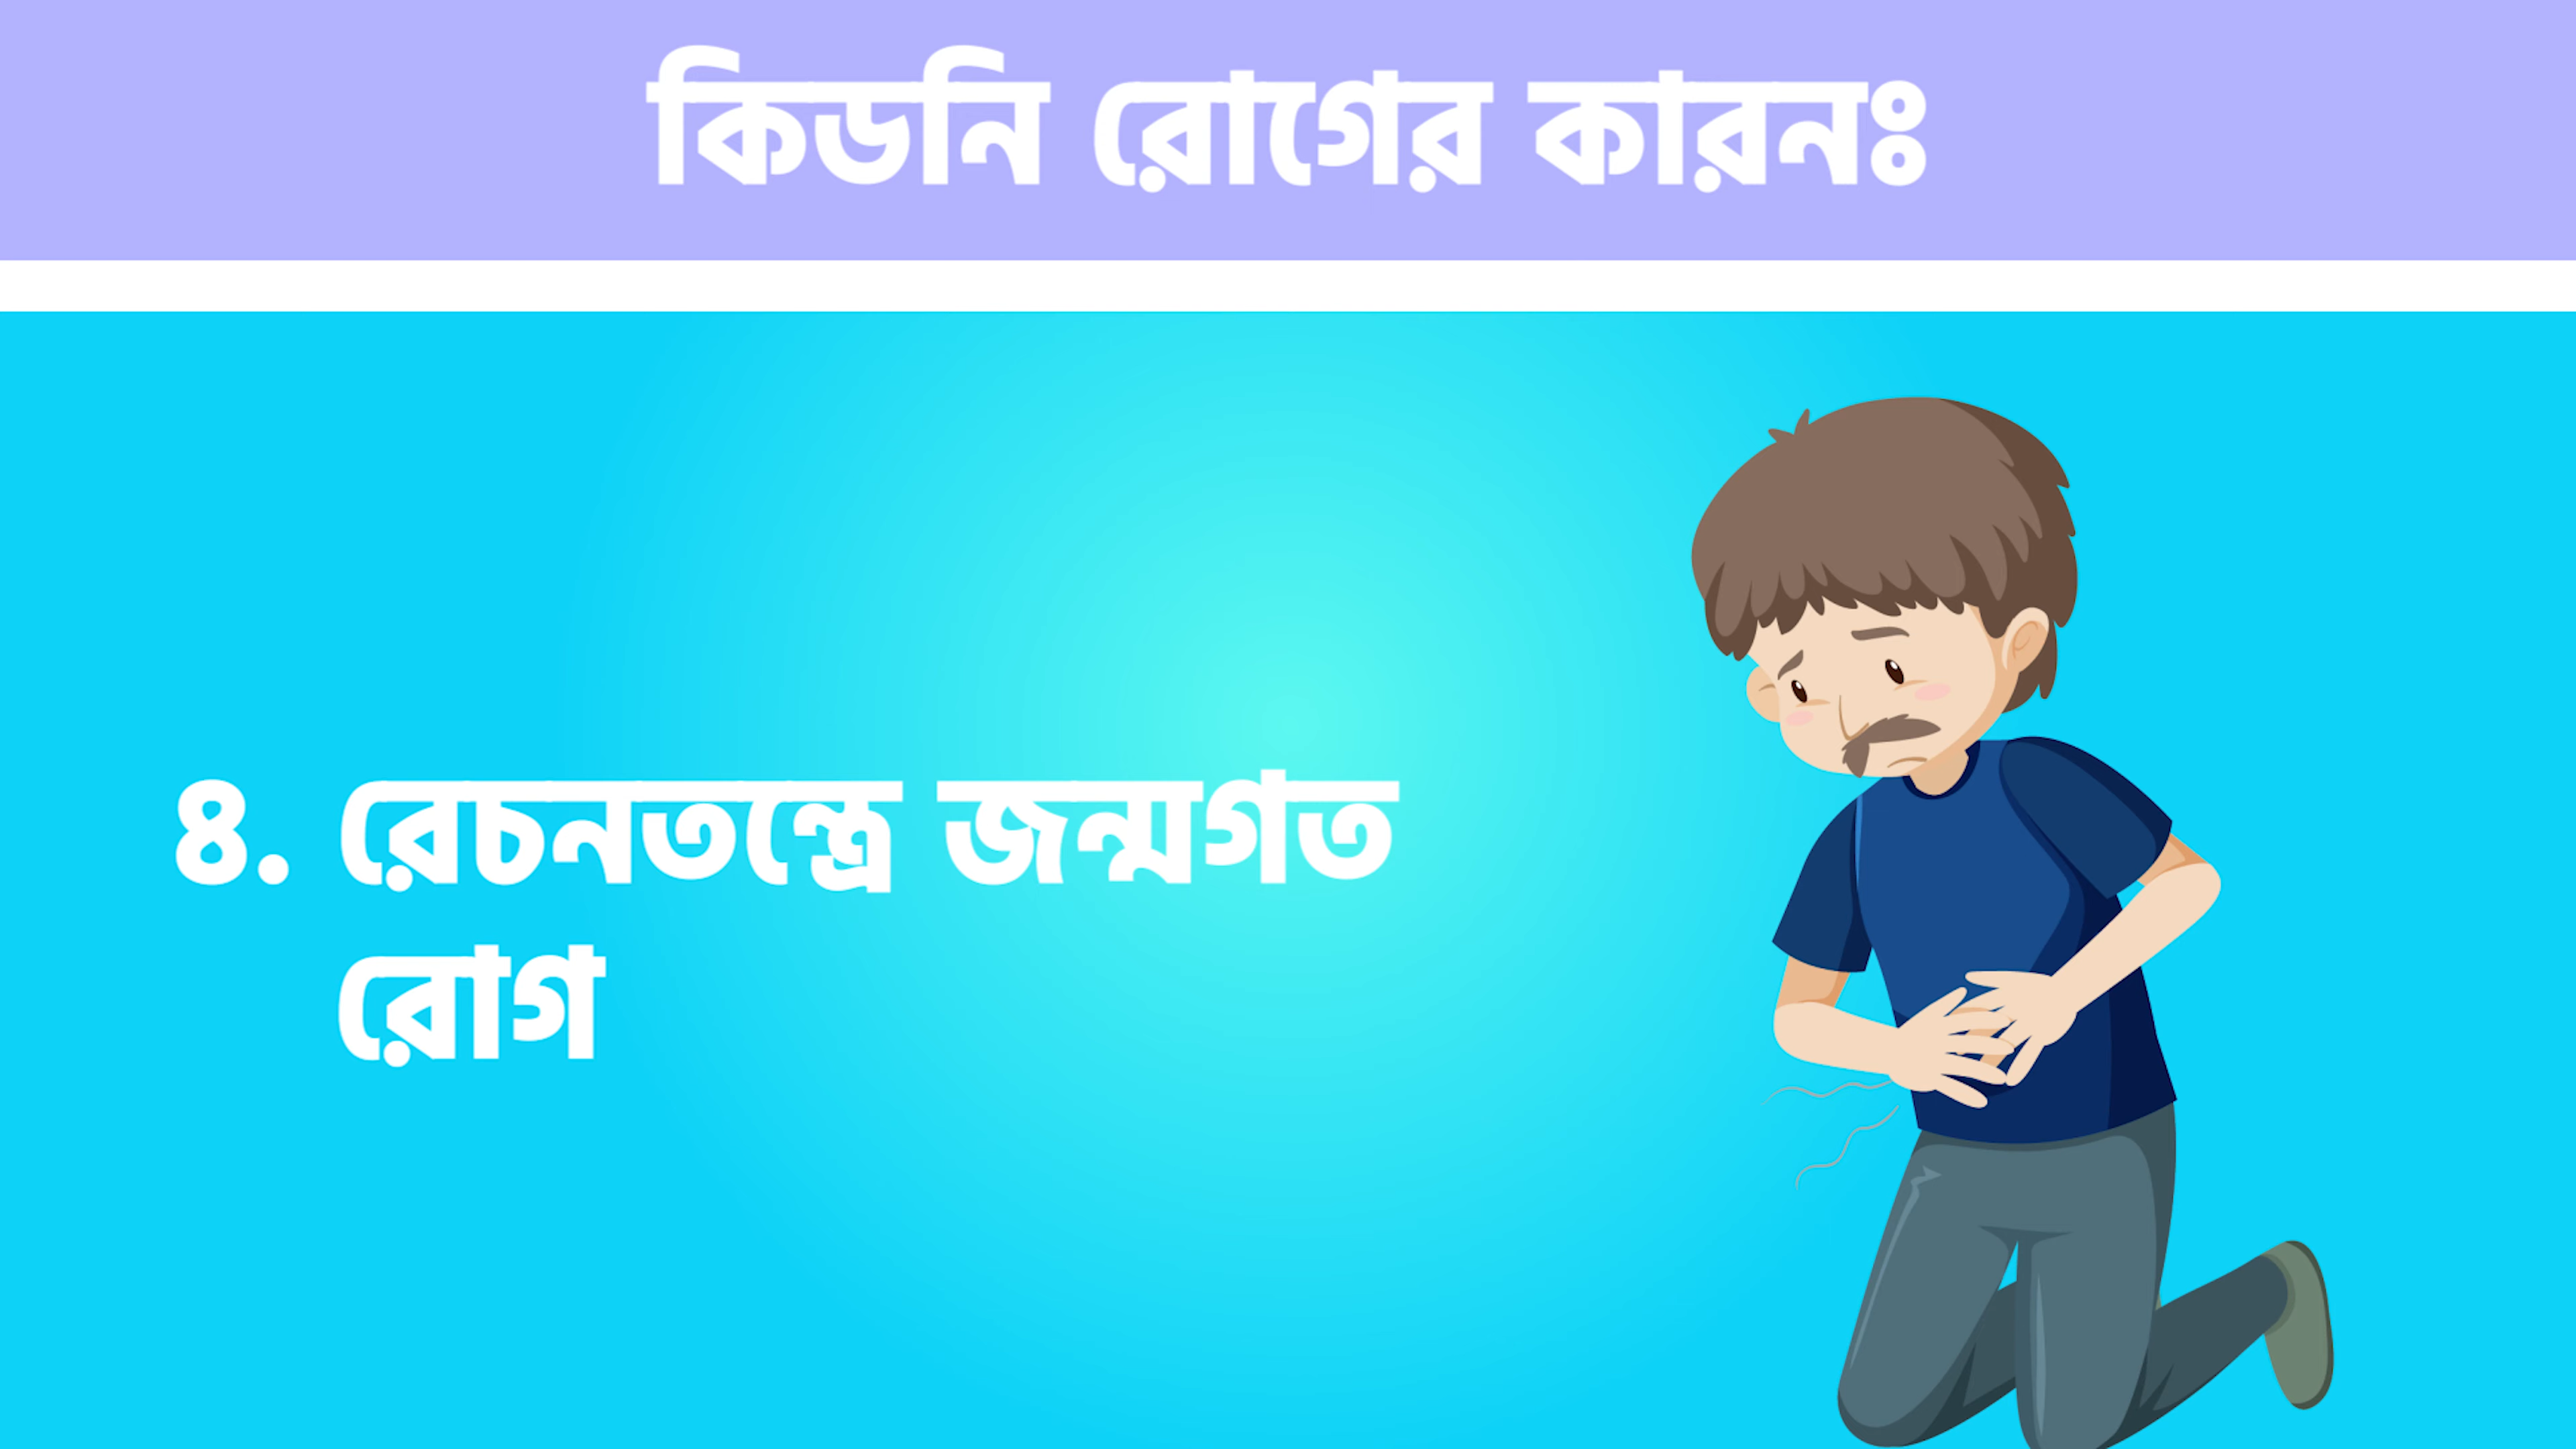 কিডনি রোগের কারনঃ
৪. রেচনতন্ত্রে জন্মগত
রোগ